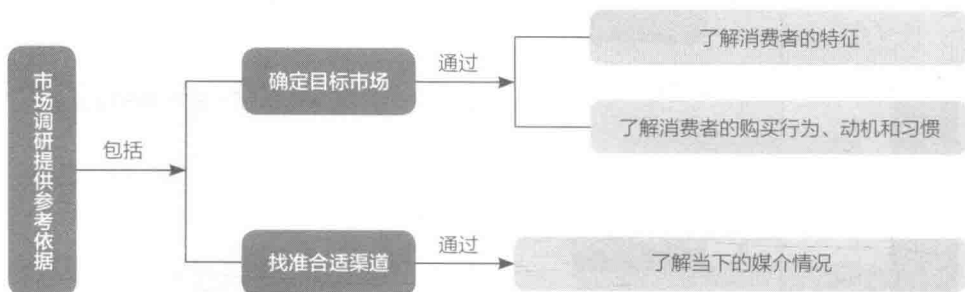 市场调研提供参考依据
包括
确定目标市场
通过
了解消费者的特征
了解消费者的购买行为、动机和习惯
找准合适渠道
通过
了解当下的媒介情况